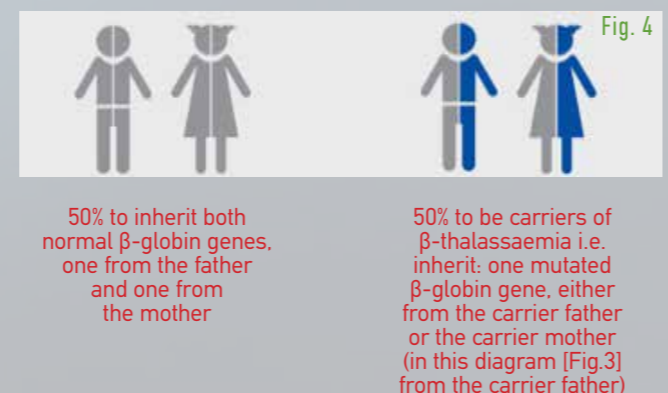 Fig. 4
50% to inherit both
normal β-globin genes,
one from the father
and one from
the mother
50% to be carriers of
β-thalassaemia i.e.
inherit: one mutated
β-globin gene, either
from the carrier father
or the carrier mother
(in this diagram [Fig.3]
from the carrier father)